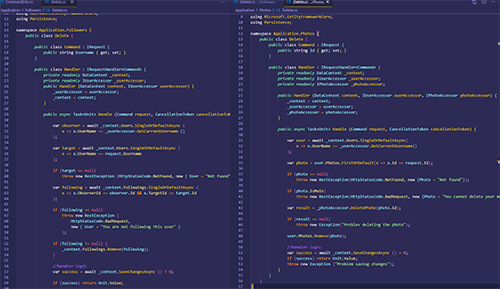 CommentDto.cs
Delete.cs
using Microsoft.EntityFrameworkCore;
using Persistence;
namespace Application.Followers {
public class Delete {
public class Command : IRequest {
public string Username { get; set; }
}
public class Handler : IRequestHandler<Command> {
private readonly DataContext _context;
private readonly IUserAccessor _userAccessor;
public Handler (DataContext context, IUserAccessor userAccessor) {
_userAccessor = userAccessor;
_context = context;
}
public async Task<Unit> Handle (Command request, CancellationToken cancellationToken) {
var observer = await _context.Users.SingleOrDefaultAsync (
x => x.UserName == _userAccessor.GetCurrentUsername ()
);
var target = await _context.Users.SingleOrDefaultAsync (
x => x.UserName == request.Username
);
if (target == null)
throw new RestException (HttpStatusCode.NotFound, new { User = "Not found"
var following = await _context.Followings.SingleOrDefaultAsync (
x => x.ObserverId == observer.Id && x.TargetId == target.Id
);
if (following == null)
throw new RestException (
HttpStatusCode.BadRequest,
new { User = "You are not following this user" }
);
if (following != null) {
_context.Followings.Remove(following);
}
//handler logic
var success = await _context.SaveChangesAsync () > 0;
if (success) return Unit.Value;
Delete.cs ...\Followers
Delete.cs ...\Photos
Application > Photos > Delete.cs
using Microsoft.EntityFrameworkCore;
using Persistence;
namespace Application.Photos {
public class Delete {
public class Command : IRequest {
public string Id { get; set; }
}
public class Handler : IRequestHandler<Command> {
private readonly DataContext _context;
private readonly IUserAccessor _userAccessor;
private readonly IPhotoAccessor _photoAccessor;
public Handler (DataContext context, IUserAccessor userAccessor, IPhotoAccessor photoAccessor) {
_context = context;
_userAccessor = userAccessor;
_photoAccessor = photoAccessor;
}
public async Task<Unit> Handle (Command request, CancellationToken cancellationToken) {
var user = await _context.Users.SingleOrDefaultAsync (
x => x.UserName == _userAccessor.GetCurrentUsername()
);
var photo = user.Photos.FirstOrDefault(x => x.Id == request.Id);
if (photo == null)
throw new RestException(HttpStatusCode.NotFound, new {Photo = "Not found"});
if (photo.IsMain)
throw new RestException(HttpStatusCode.BadRequest, new {Photo = "You cannot delete your m
var result = _photoAccessor.DeletePhoto(photo.Id);
if (result == null)
throw new Exception("Problem deleting the photo");
user.Photos.Remove(photo);
//handler logic
var success = await _context.SaveChangesAsync () > 0;
if (success) return Unit.Value;
throw new Exception ("Problem saving changes");
}
}
}
}